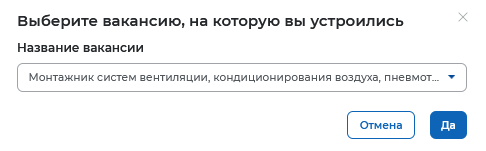 Выберите вакансию, на которую вы устроились
Название вакансии
Монтажник систем вентиляции, кондиционирования воздуха, пневмот...
Отмена Да